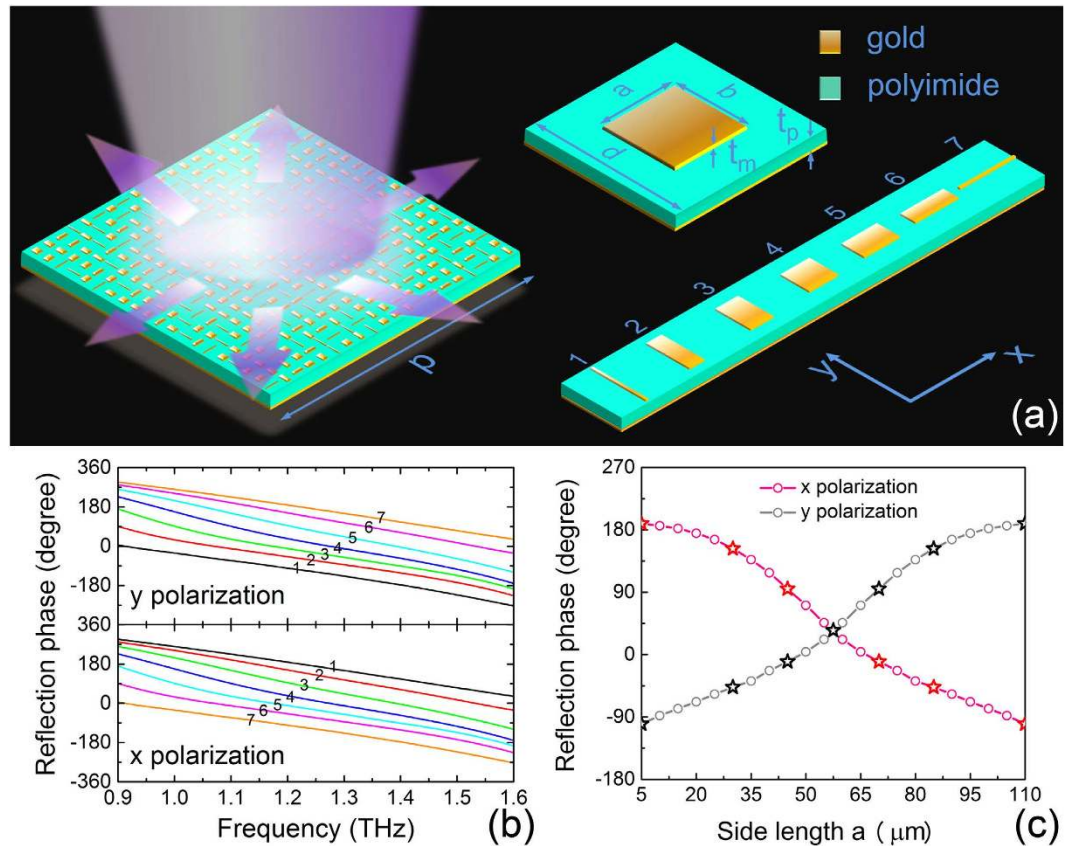 gold
polyimide
a
b
d
t_p
t_m
p
1
2
3
4
5
6
7
y
x
(a)
360
180
0
-180
360
180
0
-180
-360
Reflection phase (degree)
1 2 3 4 5 6 7
y polarization
1
2
3
4
5
6
7
x polarization
0.9 1.0 1.1 1.2 1.3 1.4 1.5 1.6
Frequency (THz)
(b)
270
180
90
0
-90
-180
Reflection phase (degree)
x polarization
y polarization
5 20 35 50 65 80 95 110
Side length a (μm)
(c)